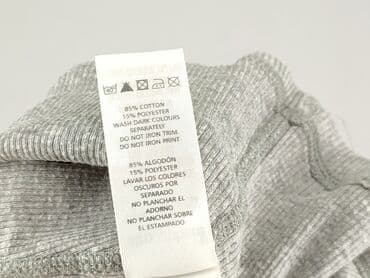 85% COTTON
15% POLYESTER
WASH DARK COLOURS
SEPARATELY
DO NOT IRON TRIM
DO NOT IRON PRINT
85% ALGODÓN
15% POLYESTER
LAVAR LOS COLORES
OSCUROS POR
SEPARADO
NO PLANCHAR EL
ADORNO
NO PLANCHAR SOBRE
EL ESTAMPADO